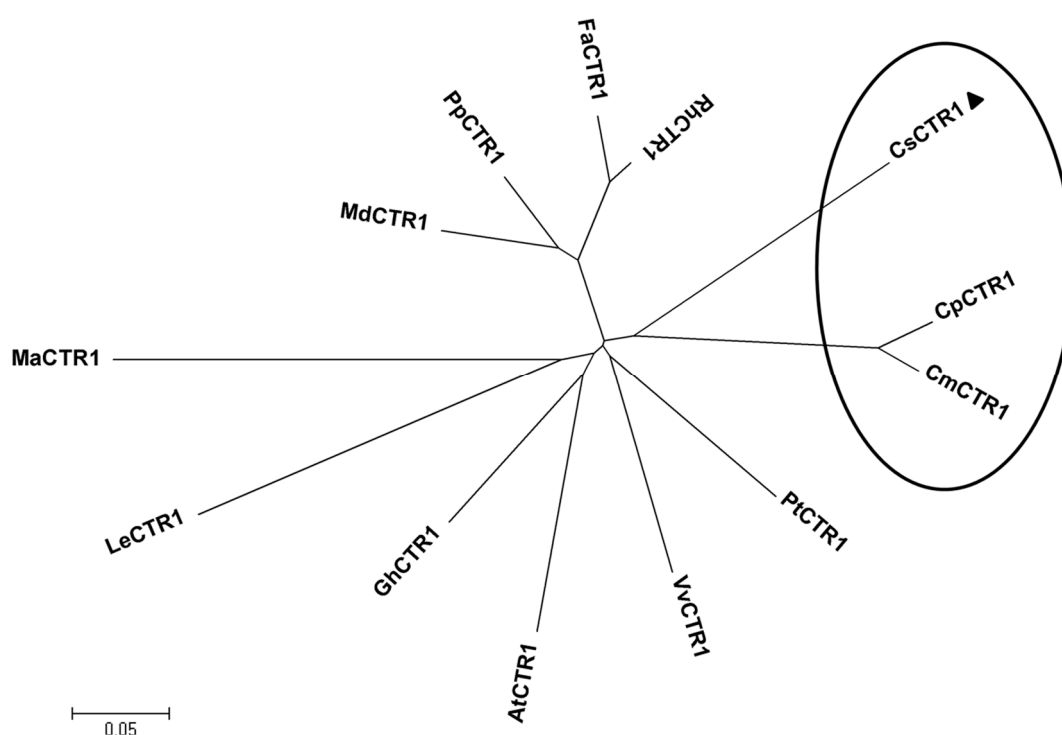 FaCTR1
RhCTR1
PpCTR1
CsCTR1
MdCTR1
CpCTR1
MaCTR1
CmCTR1
PtCTR1
LeCTR1
GhCTR1
VvCTR1
AtCTR1
0.05